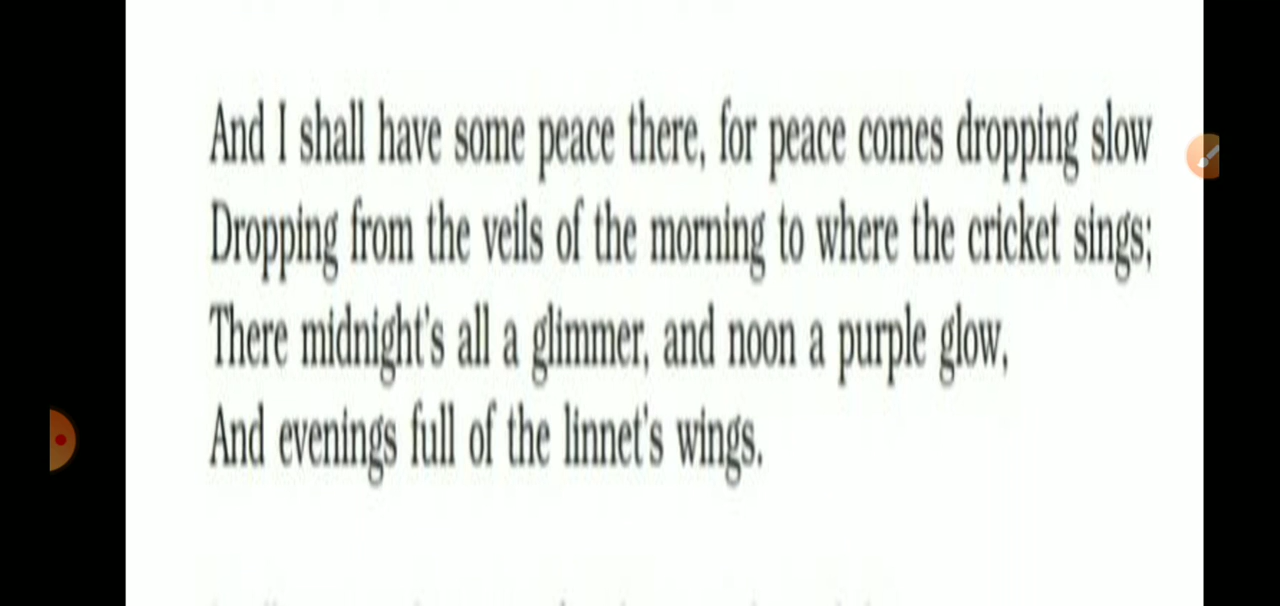 And I shall have some peace there, for peace comes dropping slow
Dropping from the veils of the morning to where the cricket sings;
There midnight's all a glimmer, and noon a purple glow,
And evenings full of the linnet's wings.